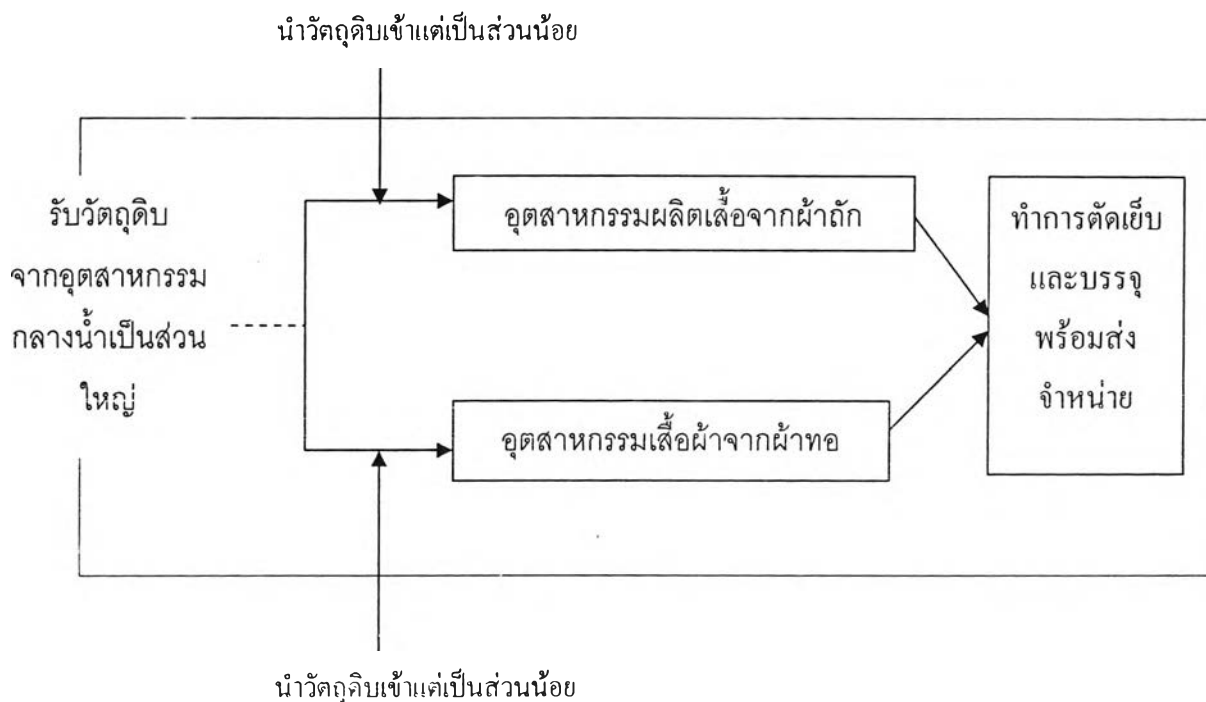 นำวัตถุดิบเข้าแต่เป็นส่วนน้อย
รับวัตถุดิบ
จากอุตสาหกรรม
กลางน้ำเป็นส่วน
ใหญ่
อุตสาหกรรมผลิตเสื้อจากผ้าถัก
อุตสาหกรรมเสื้อผ้าจากผ้าทอ
ทำการตัดเย็บ
และบรรจุ
พร้อมส่ง
จำหน่าย
นำวัตถุดิบเข้าแต่เป็นส่วนน้อย